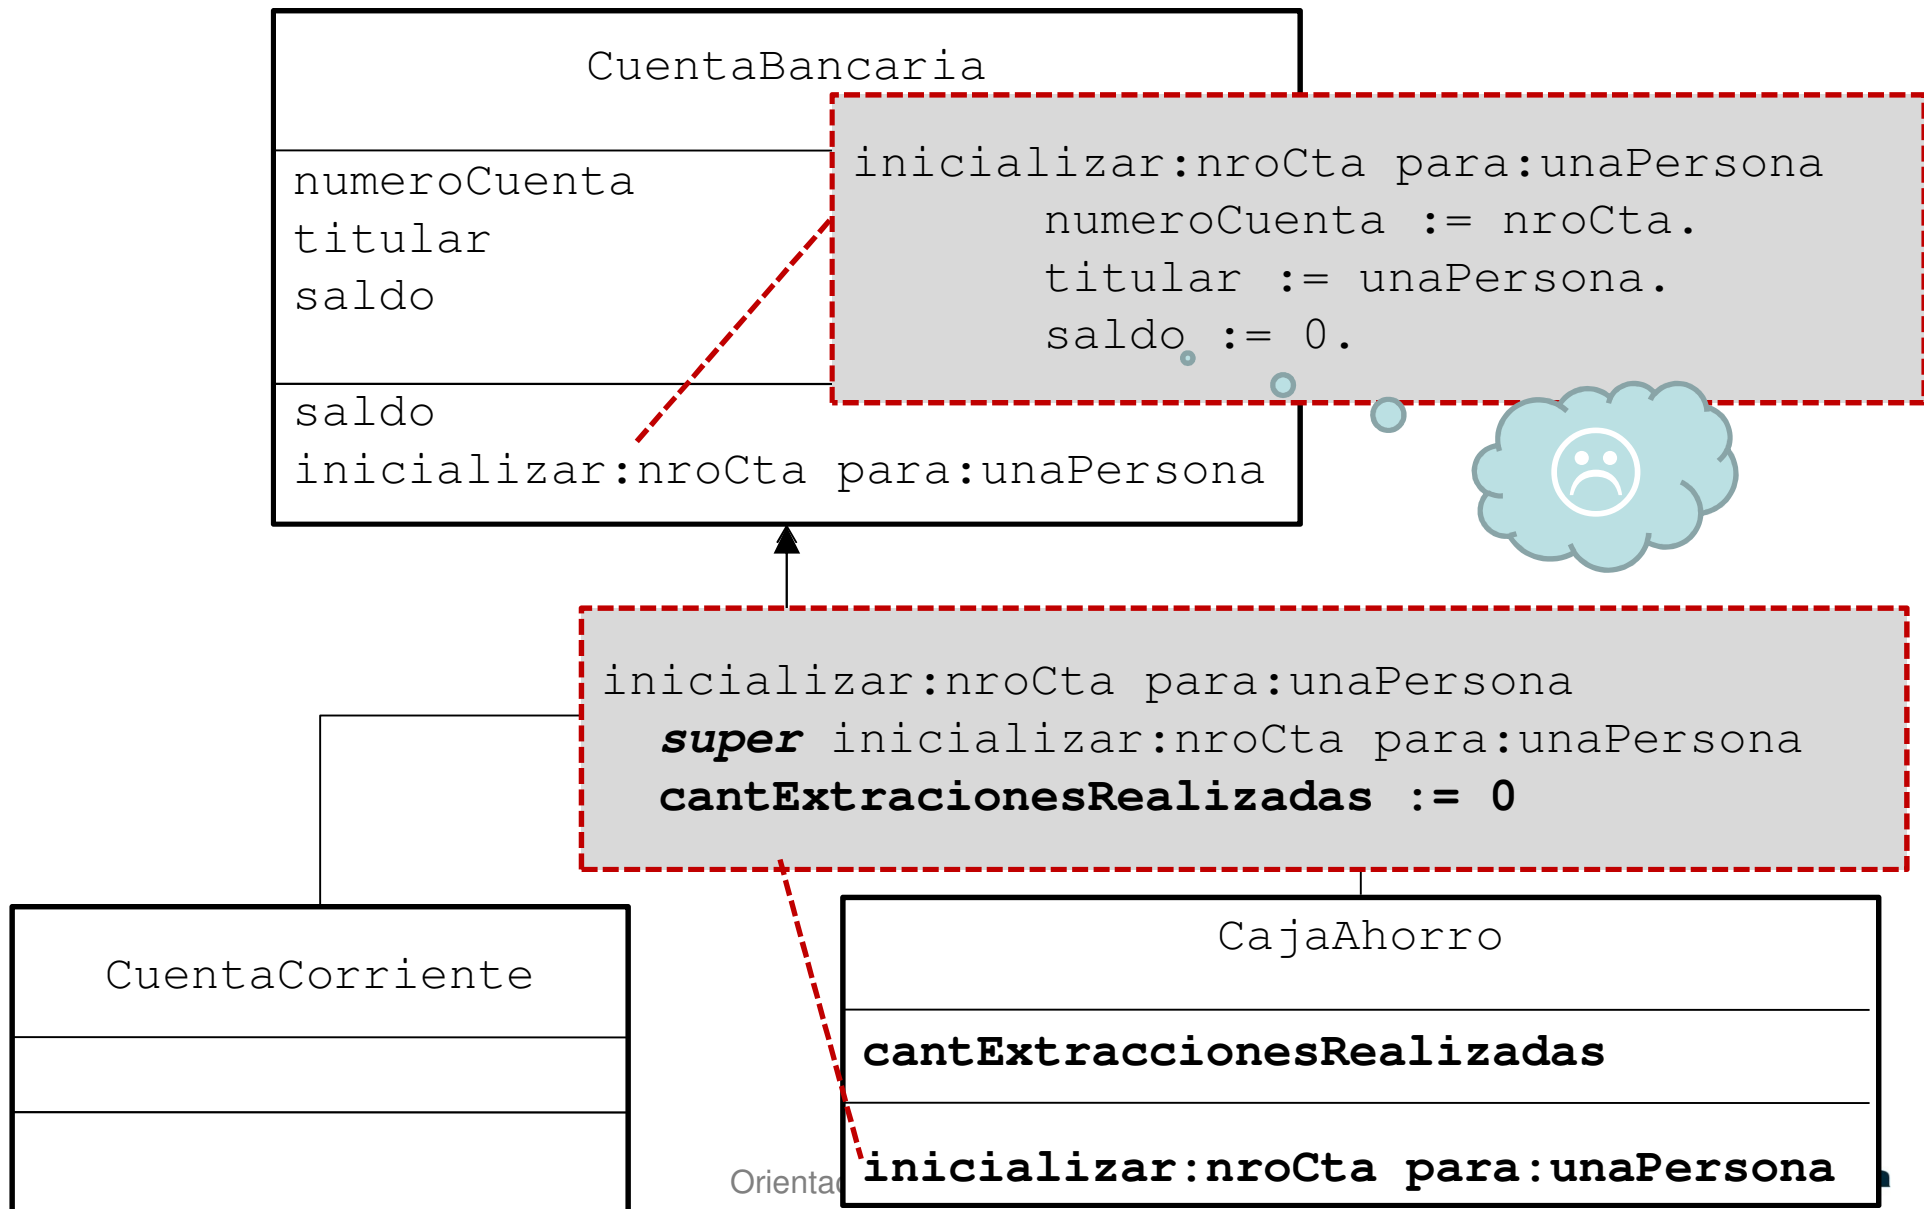 CuentaBancaria
numeroCuenta
titular
saldo
saldo
inicializar:nroCta para:unaPersona
inicializar:nroCta para:unaPersona
numeroCuenta := nroCta.
titular := unaPersona.
saldo := 0.
inicializar:nroCta para:unaPersona
super inicializar:nroCta para:unaPersona
cantExtracionesRealizadas := 0
CuentaCorriente
CajaAhorro
cantExtraccionesRealizadas
inicializar:nroCta para:unaPersona